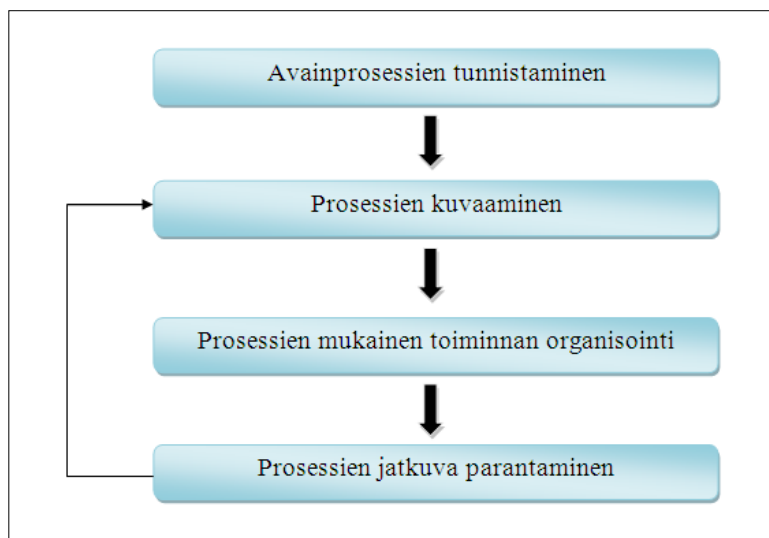 Avainprosessien tunnistaminen
Prosessien kuvaaminen
Prosessien mukainen toiminnan organisointi
Prosessien jatkuva parantaminen